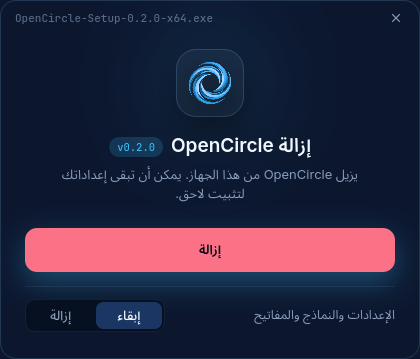 OpenCircle-Setup-0.2.0-x64.exe
إزالة OpenCircle v0.2.0
يزيل OpenCircle من هذا الجهاز. يمكن أن تبقى إعداداتك
لتثبيت لاحق.
إزالة
الإعدادات والنماذج والمفاتيح إبقاء إزالة